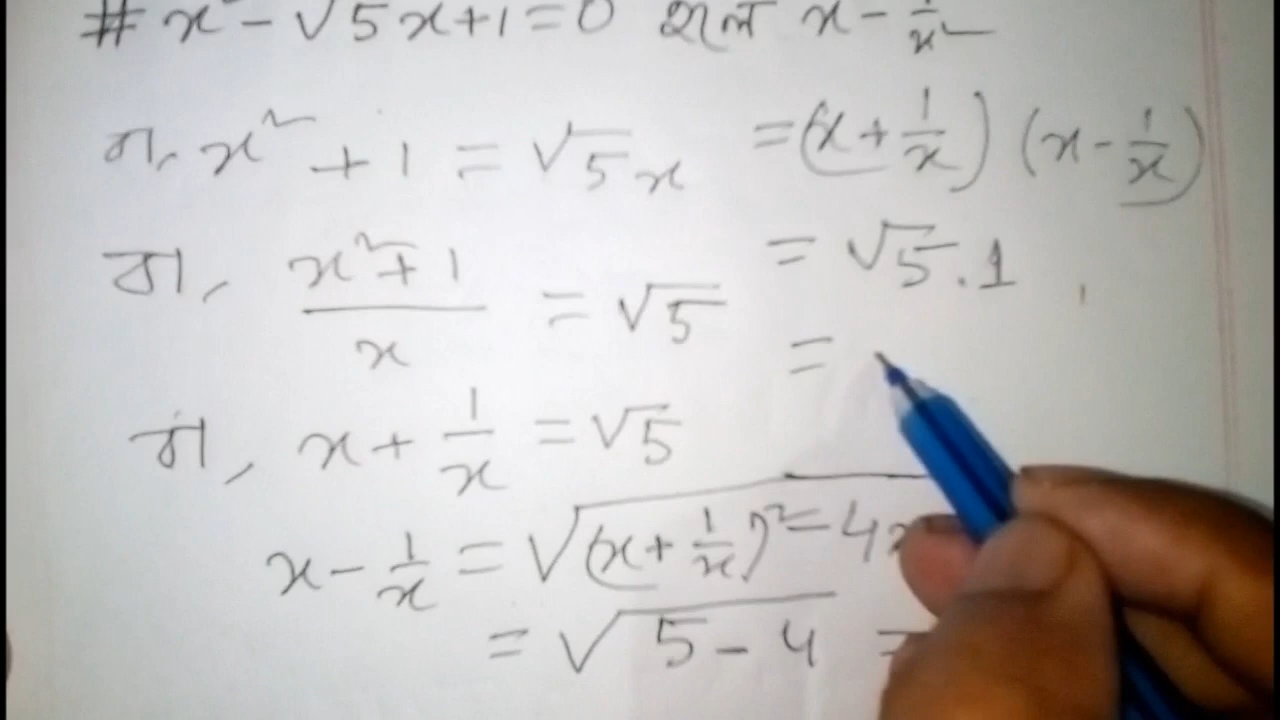 # x² - √5x+1=0 হলে x² - 1/x²
বা, x² + 1 = √5x
বা, (x²+1)/x = √5
বা, x + 1/x = √5
x - 1/x = √((x + 1/x)² - 4x
= √(5 - 4) =
= (x + 1/x) (x - 1/x)
= √5.1
=